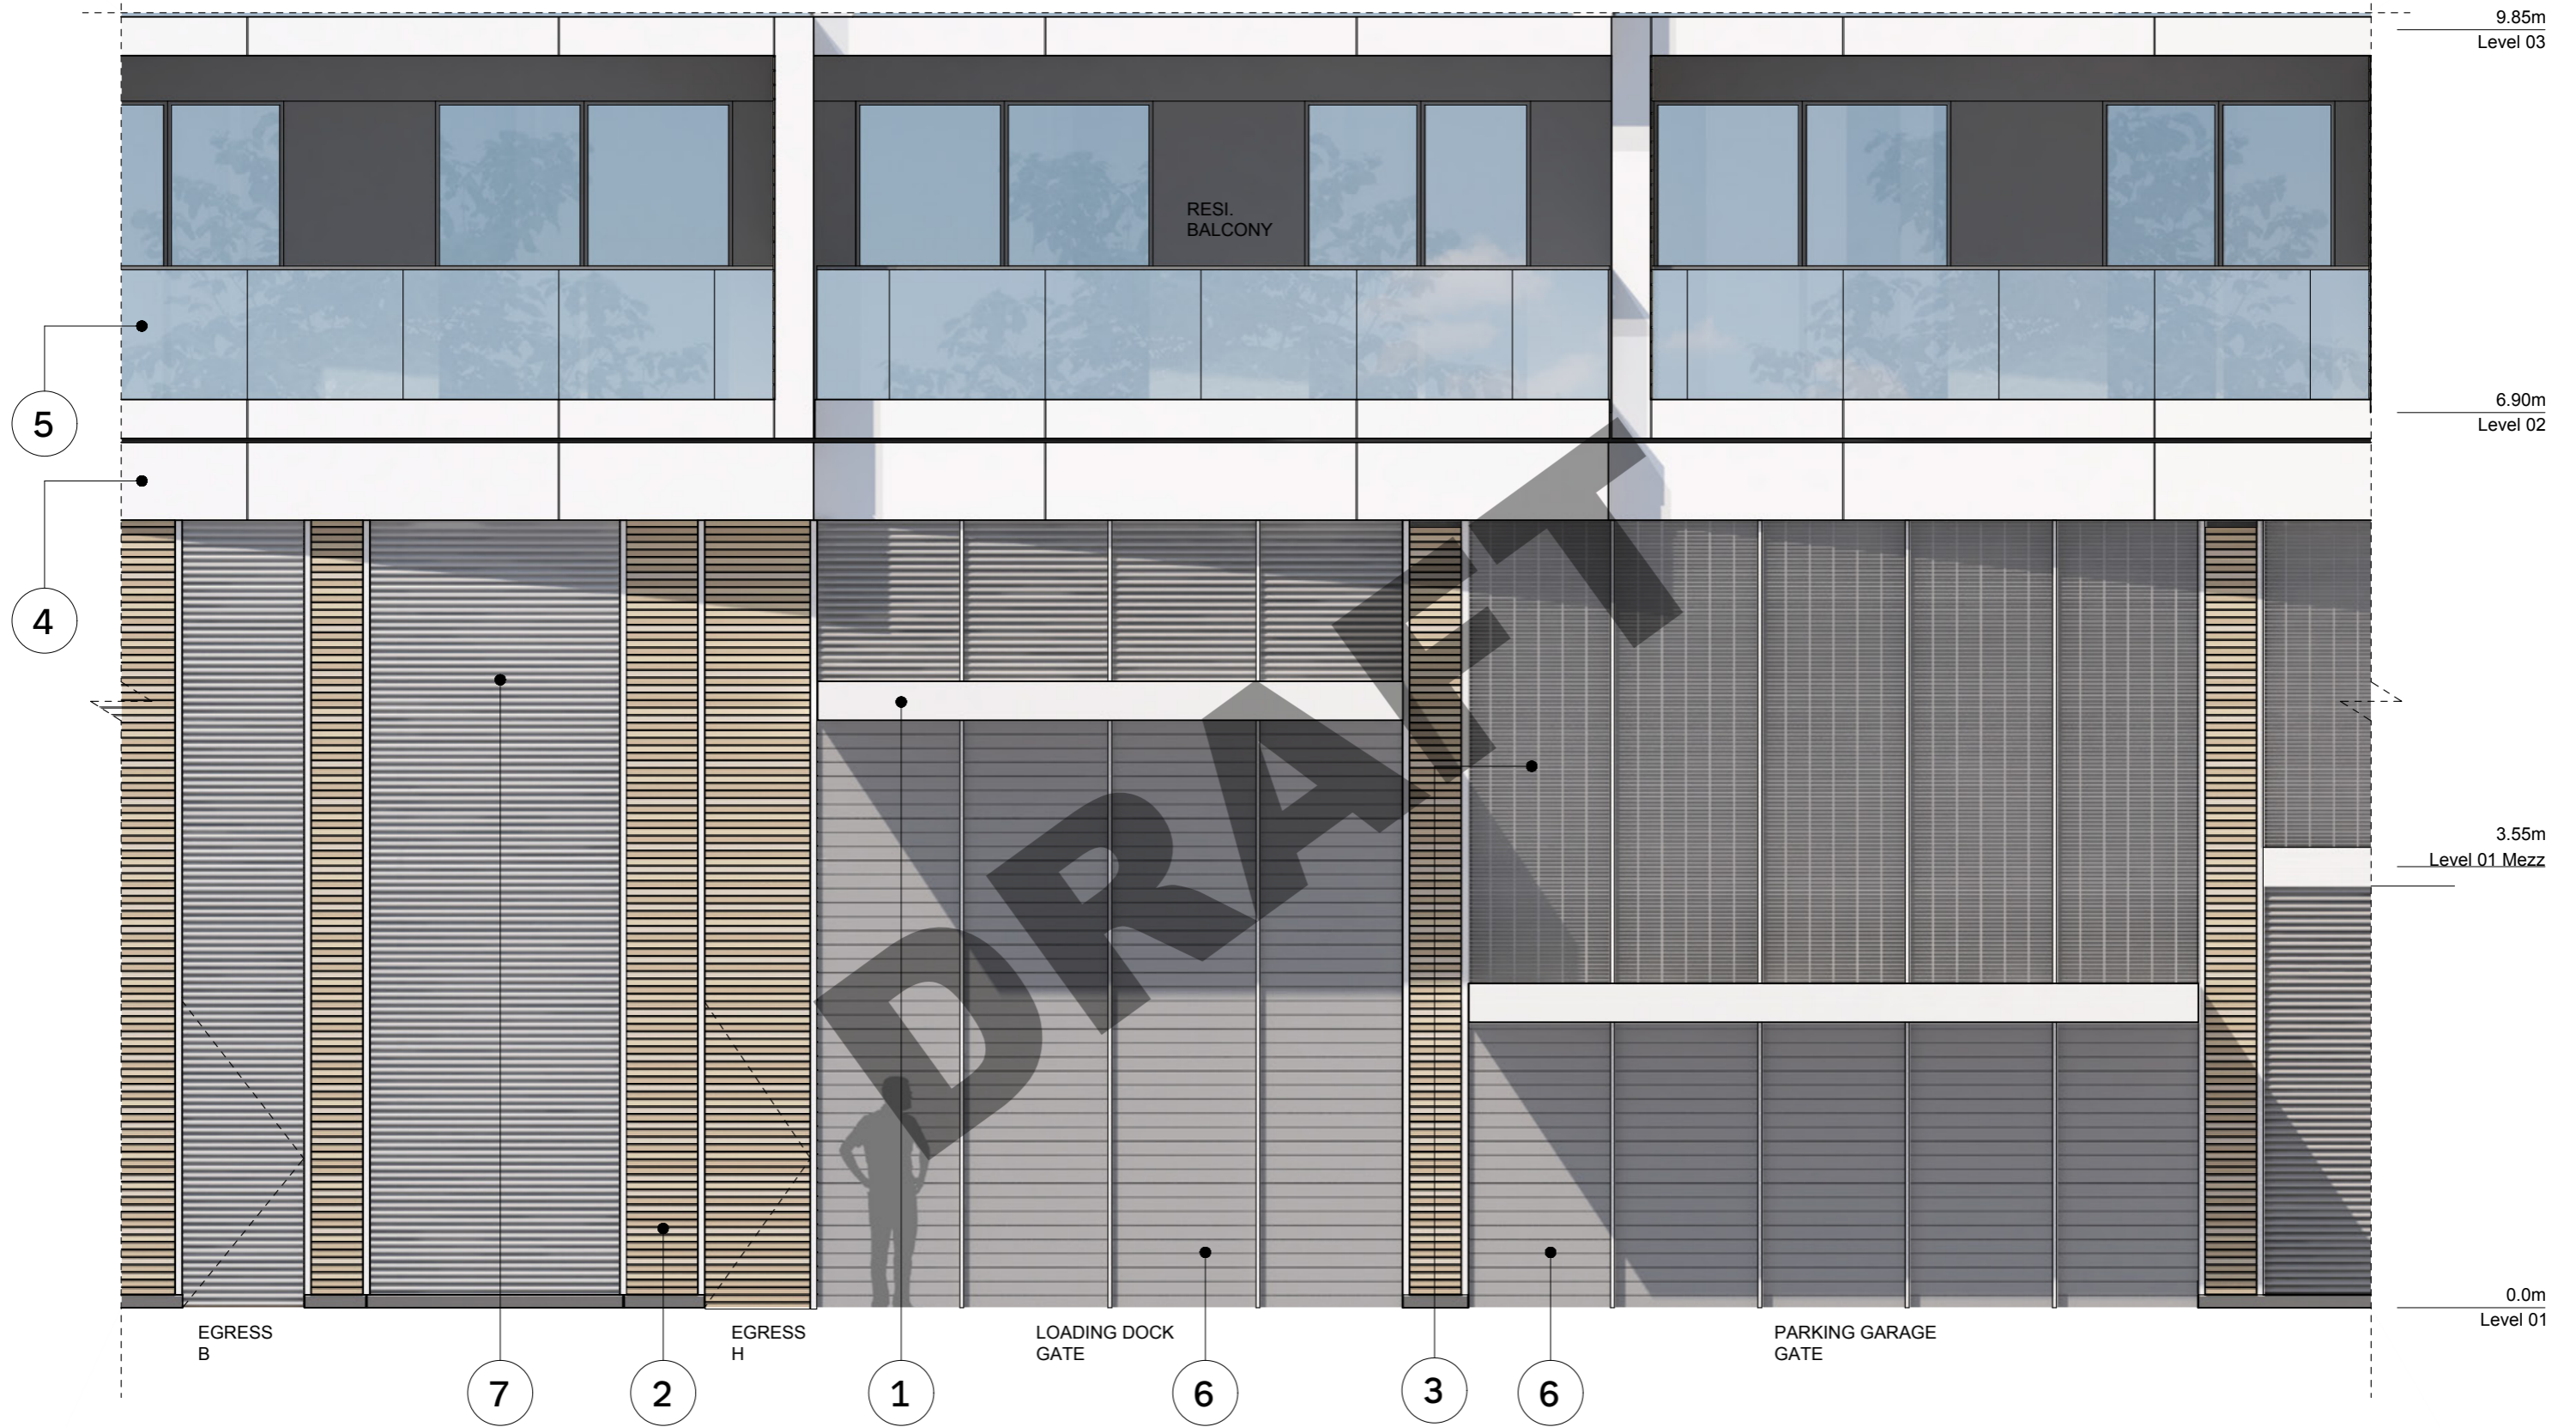 9.85m
Level 03
RESI.
BALCONY
5
6.90m
Level 02
4
DRAFT
3.55m
Level 01 Mezz
0.0m
Level 01
EGRESS
B
EGRESS
H
LOADING DOCK
GATE
PARKING GARAGE
GATE
7
2
1
6
3
6